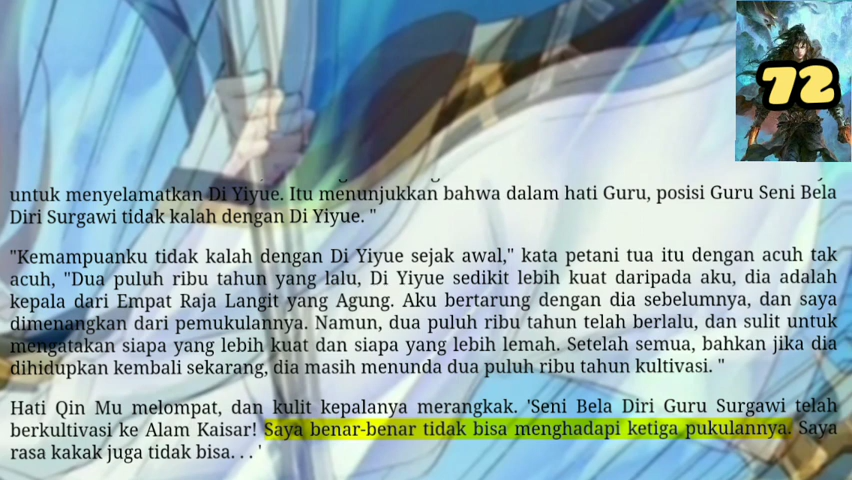 72
untuk menyelamatkan Di Yiyue. Itu menunjukkan bahwa dalam hati Guru, posisi Guru Seni Bela
Diri Surgawi tidak kalah dengan Di Yiyue. "
"Kemampuanku tidak kalah dengan Di Yiyue sejak awal," kata petani tua itu dengan acuh tak
acuh, "Dua puluh ribu tahun yang lalu, Di Yiyue sedikit lebih kuat daripada aku, dia adalah
kepala dari Empat Raja Langit yang Agung. Aku bertarung dengan dia sebelumnya, dan saya
dimenangkan dari pemukulannya. Namun, dua puluh ribu tahun telah berlalu, dan sulit untuk
mengatakan siapa yang lebih kuat dan siapa yang lebih lemah. Setelah semua, bahkan jika dia
dihidupkan kembali sekarang, dia masih menunda dua puluh ribu tahun kultivasi. "
Hati Qin Mu melompat, dan kulit kepalanya merangkak. 'Seni Bela Diri Guru Surgawi telah
berkultivasi ke Alam Kaisar! Saya benar-benar tidak bisa menghadapi ketiga pukulannya. Saya
rasa kakak juga tidak bisa. . . '